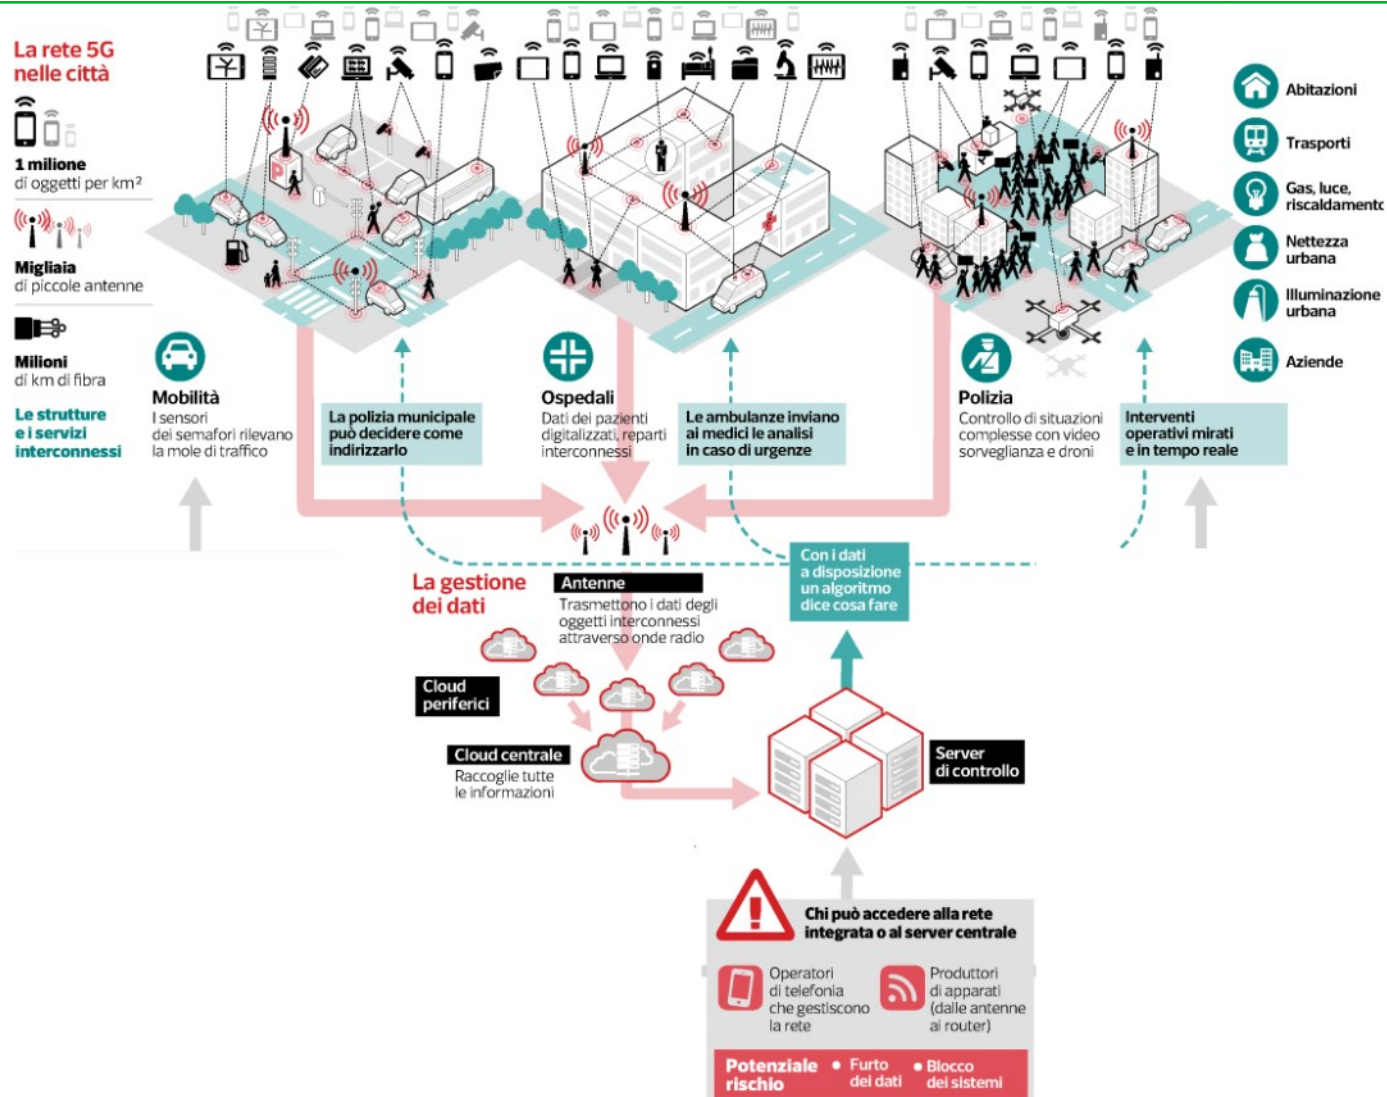 La rete 5G
nelle città
1 milione
di oggetti per km²
Migliaia
di piccole antenne
Milioni
di km di fibra
Le strutture
e i servizi
interconnessi
P
Mobilità
I sensori
dei semafori rilevano
la mole di traffico
La polizia municipale
può decidere come
indirizzarlo
Ospedali
Dati dei pazienti
digitalizzati, reparti
interconnessi
Le ambulanze inviano
ai medici le analisi
in caso di urgenze
Polizia
Controllo di situazioni
complesse con video
sorveglianza e droni
Interventi
operativi mirati
e in tempo reale
Abitazioni
Trasporti
Gas, luce,
riscaldamento
Nettezza
urbana
Illuminazione
urbana
Aziende
La gestione
dei dati
Antenne
Trasmettono i dati degli
oggetti interconnessi
attraverso onde radio
Con i dati
a disposizione
un algoritmo
dice cosa fare
Cloud
periferici
Cloud centrale
Raccoglie tutte
le informazioni
Server
di controllo
Chi può accedere alla rete
integrata o al server centrale
Operatori
di telefonia
che gestiscono
la rete
Produttori
di apparati
(dalle antenne
ai router)
Potenziale
rischio
• Furto
dei dati
• Blocco
dei sistemi